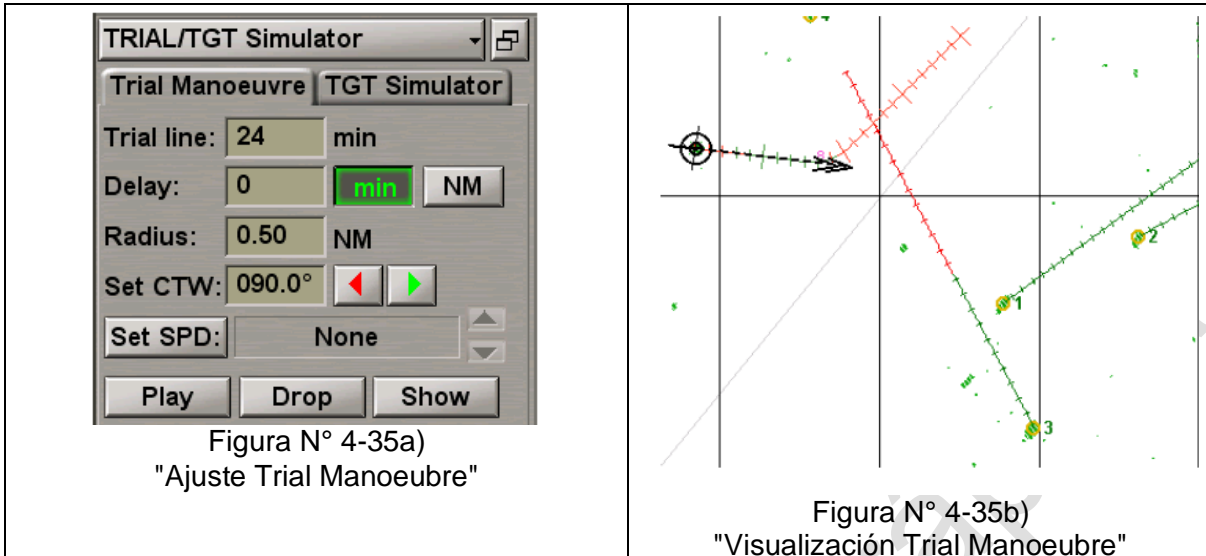 TRIAL/TGT Simulator
Trial Manoeuvre TGT Simulator
Trial line: 24 min
Delay: 0 min NM
Radius: 0.50 NM
Set CTW: 090.0°
Set SPD: None
Play Drop Show
Figura N° 4-35a)
"Ajuste Trial Manoeubre"
4
8
2
1
3
Figura N° 4-35b)
"Visualización Trial Manoeubre"